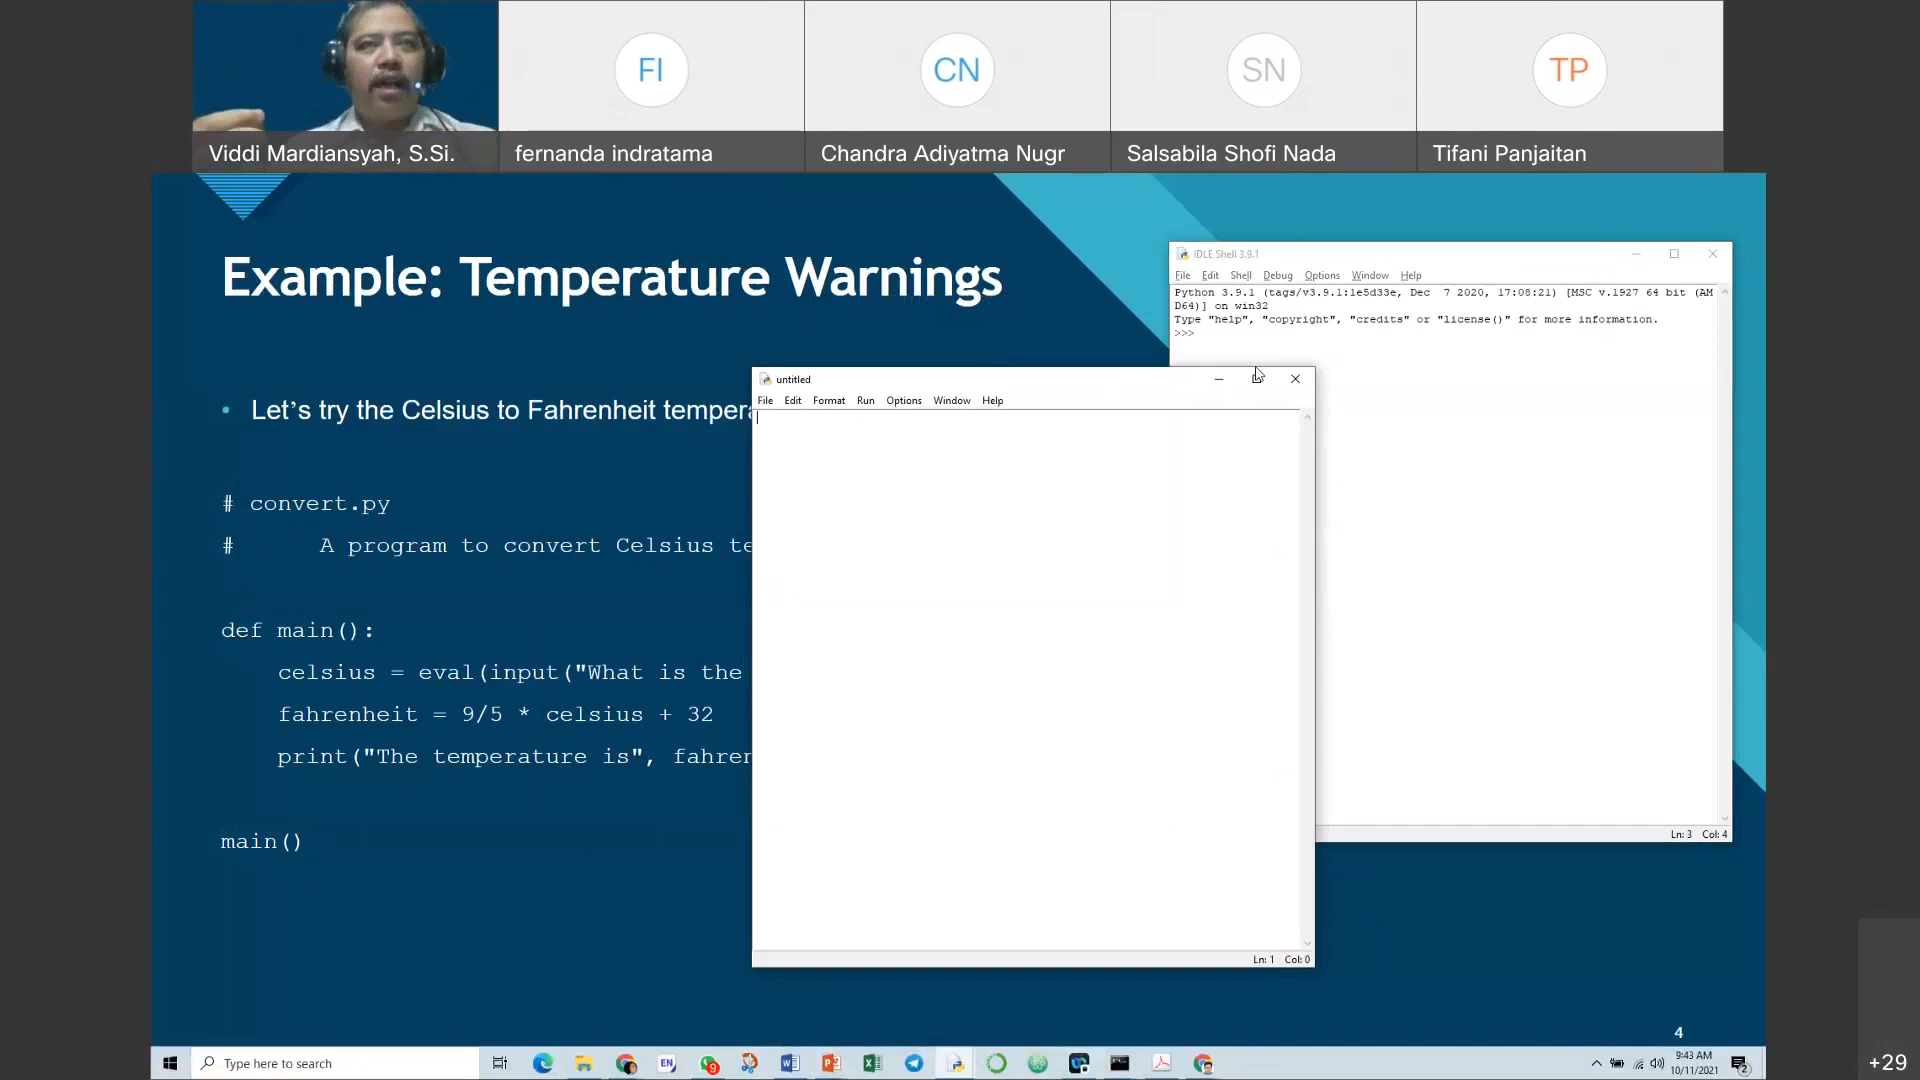 FI
CN
SN
TP
Viddi Mardiansyah, S.Si.
fernanda indratama
Chandra Adiyatma Nugr
Salsabila Shofi Nada
Tifani Panjaitan
Example: Temperature Warnings
IDLE Shell 3.9.1
File Edit Shell Debug Options Window Help
Python 3.9.1 (tags/v3.9.1:1e5d33e, Dec 7 2020, 17:08:21) [MSC v.1927 64 bit (AM
D64)] on win32
Type "help", "copyright", "credits" or "license()" for more information.
>>>
Ln: 3 Col: 4
untitled
File Edit Format Run Options Window Help
Ln: 1 Col: 0
• Let's try the Celsius to Fahrenheit tempera
# convert.py
# A program to convert Celsius te
def main():
celsius = eval(input("What is the
fahrenheit = 9/5 * celsius + 32
print("The temperature is", fahren
main()
4
Type here to search
EN
9
9:43 AM
10/11/2021
2
+29